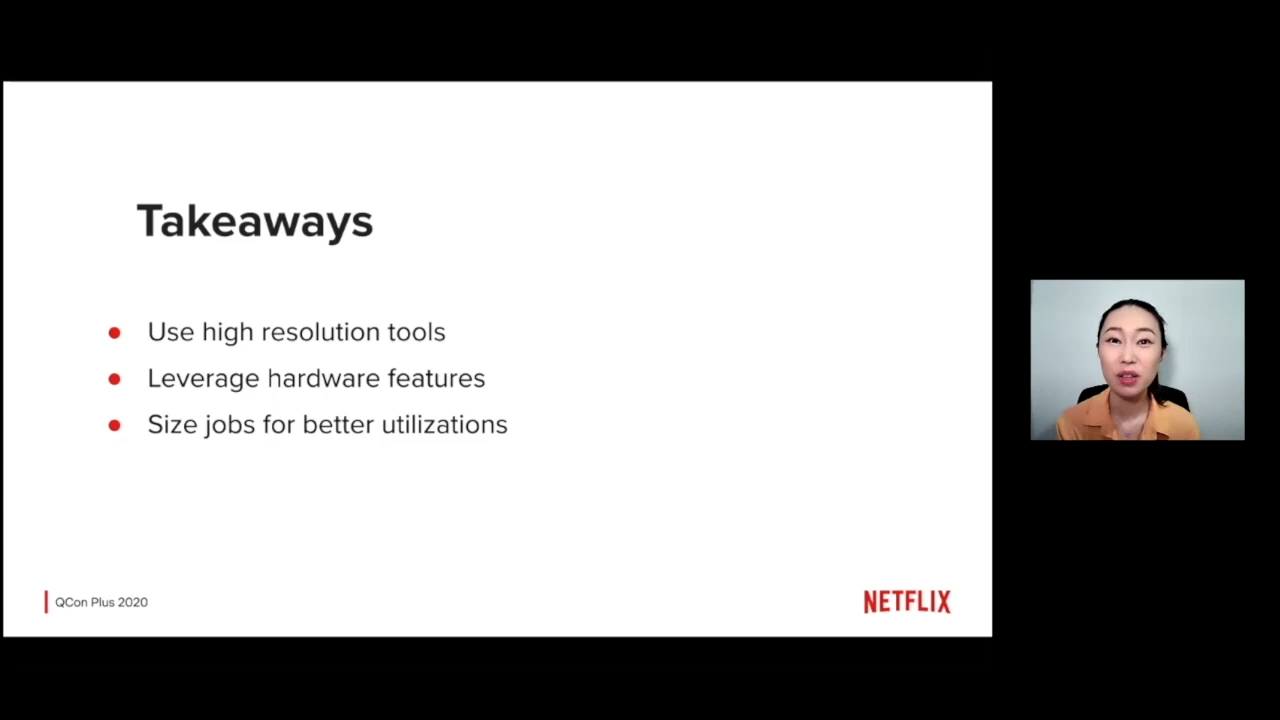 Takeaways
Use high resolution tools
Leverage hardware features
Size jobs for better utilizations
QCon Plus 2020
NETFLIX